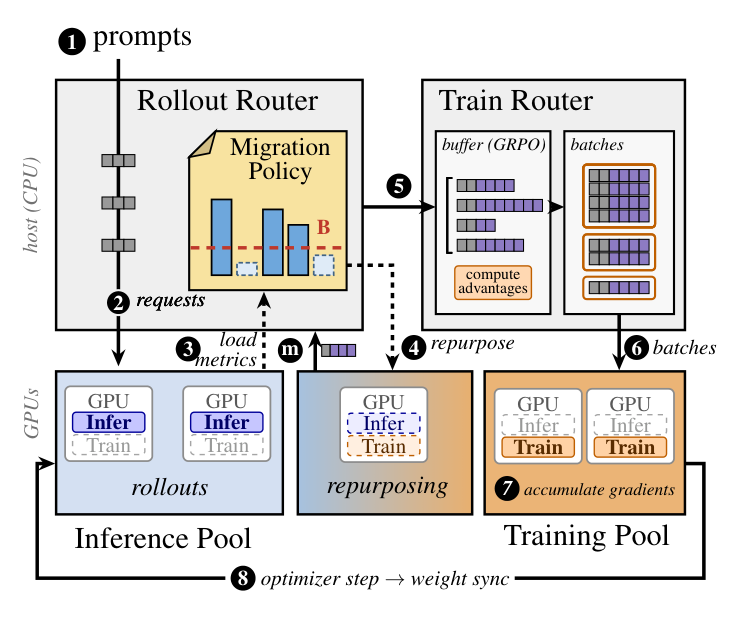 1 prompts
Rollout Router
Train Router
host (CPU)
Migration
Policy
B
2 requests
3 load
metrics
m
4 repurpose
5
buffer (GRPO)
compute
advantages
batches
6 batches
GPUs
GPU
Infer
Train
GPU
Infer
Train
rollouts
GPU
Infer
Train
repurposing
GPU
Infer
Train
GPU
Infer
Train
7 accumulate gradients
Inference Pool
Training Pool
8 optimizer step → weight sync